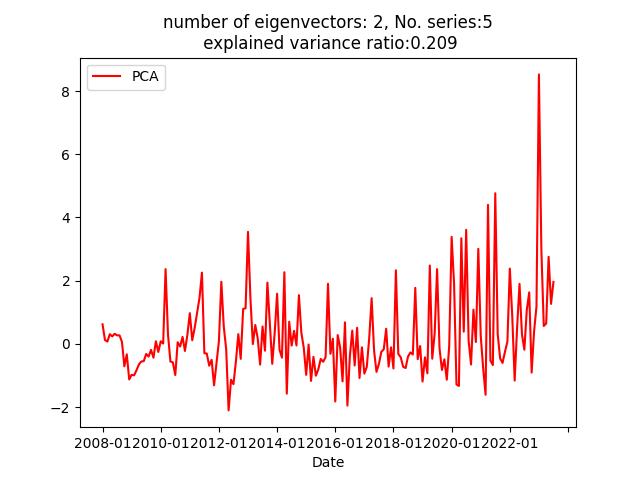 number of eigenvectors: 2, No. series:5
explained variance ratio:0.209
PCA
8
6
4
2
0
−2
2008-012010-012012-012014-012016-012018-012020-012022-01
Date